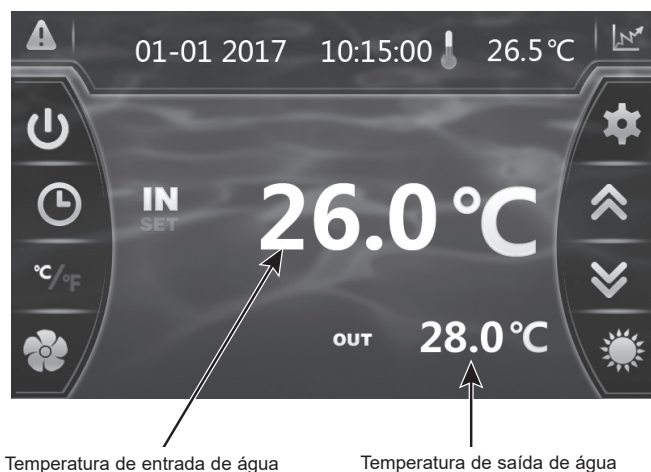 01-01 2017 10:15:00 26.5°C
°C/°F
IN
SET
26.0°C
OUT 28.0°C
Temperatura de entrada de água
Temperatura de saída de água